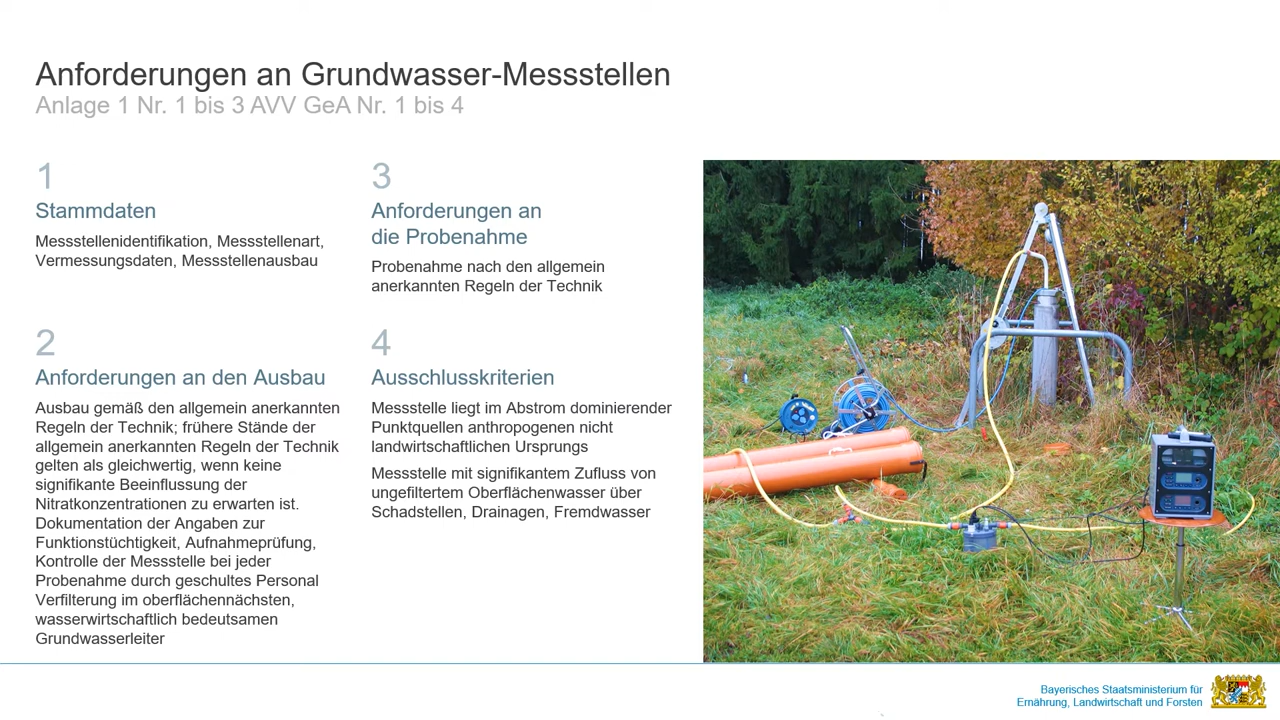 Anforderungen an Grundwasser-Messstellen
Anlage 1 Nr. 1 bis 3 AVV GeA Nr. 1 bis 4
1
Stammdaten
Messstellenidentifikation, Messstellenart,
Vermessungsdaten, Messstellenausbau
2
Anforderungen an den Ausbau
Ausbau gemäß den allgemein anerkannten
Regeln der Technik; frühere Stände der
allgemein anerkannten Regeln der Technik
gelten als gleichwertig, wenn keine
signifikante Beeinflussung der
Nitratkonzentrationen zu erwarten ist.
Dokumentation der Angaben zur
Funktionstüchtigkeit, Aufnahmeprüfung,
Kontrolle der Messstelle bei jeder
Probenahme durch geschultes Personal
Verfilterung im oberflächennächsten,
wasserwirtschaftlich bedeutsamen
Grundwasserleiter
3
Anforderungen an
die Probenahme
Probenahme nach den allgemein
anerkannten Regeln der Technik
4
Ausschlusskriterien
Messstelle liegt im Abstrom dominierender
Punktquellen anthropogenen nicht
landwirtschaftlichen Ursprungs
Messstelle mit signifikantem Zufluss von
ungefiltertem Oberflächenwasser über
Schadstellen, Drainagen, Fremdwasser
Bayerisches Staatsministerium für
Ernährung, Landwirtschaft und Forsten